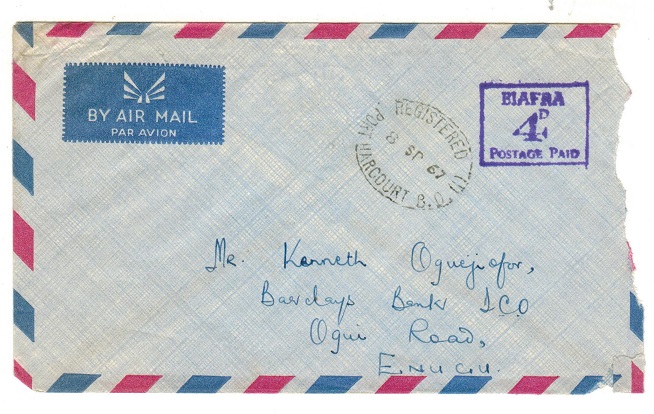 BY AIR MAIL
PAR AVION
REGISTERED
PORT HARCOURT B.O. (1)
8 SP 67
BIAFRA
4D
POSTAGE PAID
Mr. Kenneth Oguejiofor,
Barclays Bank DCO
Ogui Road,
ENUGU.